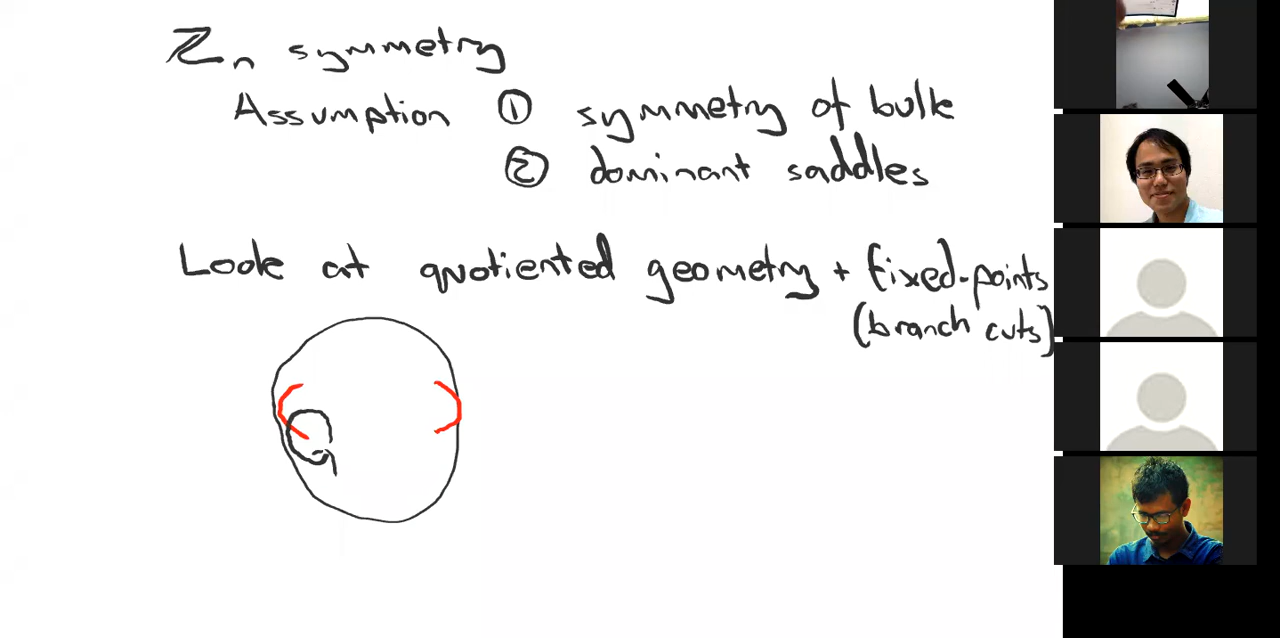 ℤn symmetry
Assumption ① symmetry of bulk
② dominant saddles
Look at quotiented geometry + fixed-points
(branch cuts)